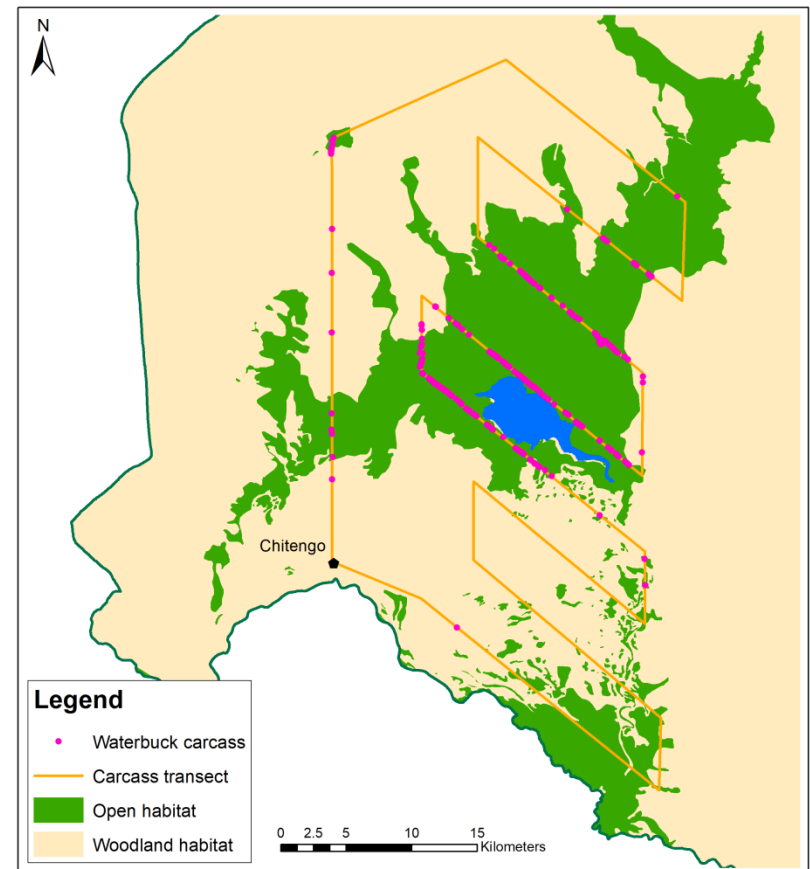 N
Chitengo
Legend
Waterbuck carcass
Carcass transect
Open habitat
Woodland habitat
0 2.5 5 10 15
Kilometers